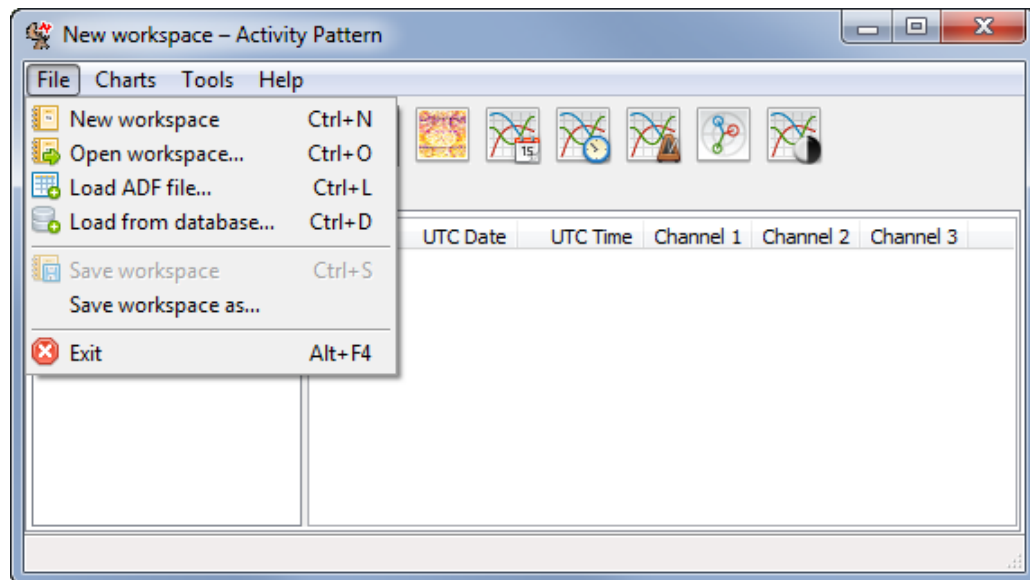 New workspace – Activity Pattern
File Charts Tools Help
New workspace Ctrl+N
Open workspace... Ctrl+O
Load ADF file... Ctrl+L
Load from database... Ctrl+D
Save workspace Ctrl+S
Save workspace as...
Exit Alt+F4
15
UTC Date UTC Time Channel 1 Channel 2 Channel 3